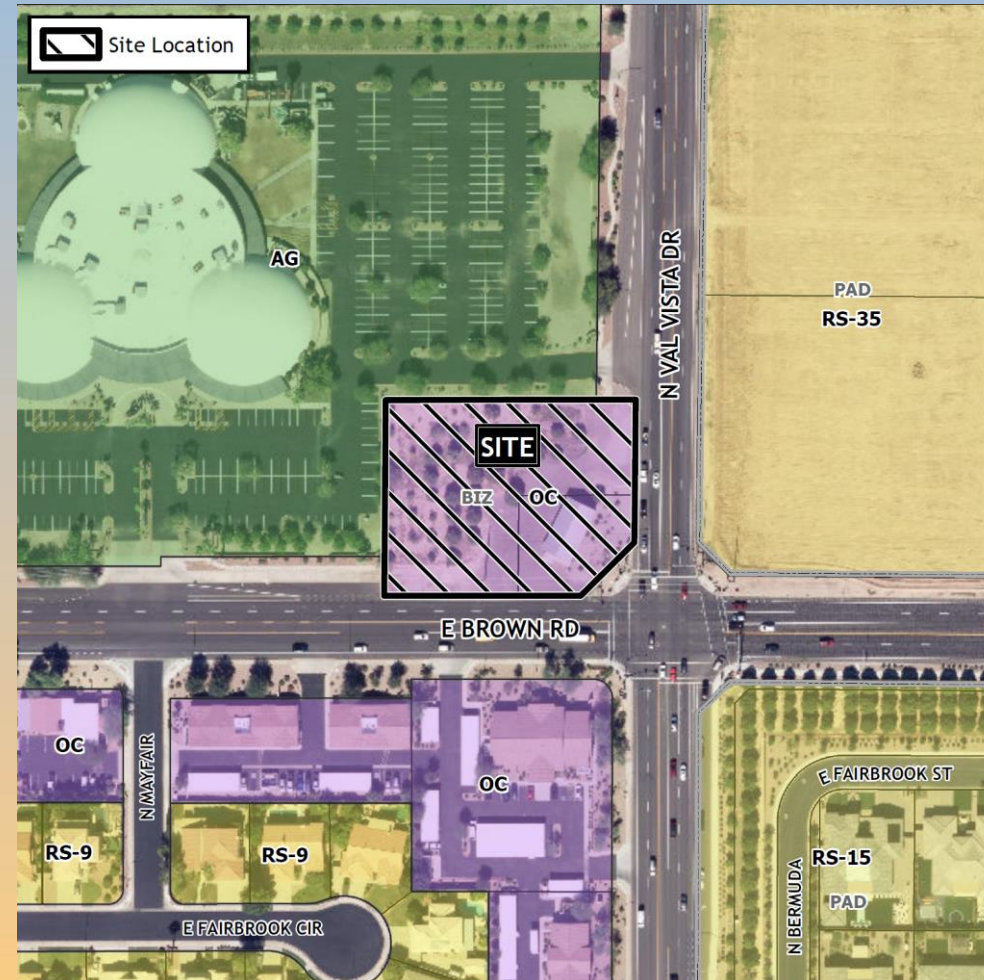 Site Location
AG
N VAL VISTA DR
PAD
RS-35
SITE
BIZ
OC
E BROWN RD
OC
N MAYFAIR
OC
E FAIRBROOK ST
RS-9
RS-9
RS-15
PAD
N BERMUDA
E FAIRBROOK CIR